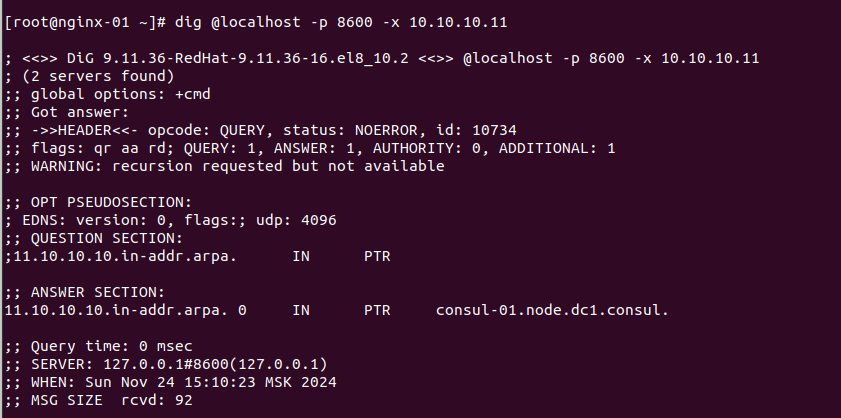 [root@nginx-01 ~]# dig @localhost -p 8600 -x 10.10.10.11
; <<>> DiG 9.11.36-RedHat-9.11.36-16.el8_10.2 <<>> @localhost -p 8600 -x 10.10.10.11
; (2 servers found)
;; global options: +cmd
;; Got answer:
;; ->>HEADER<<- opcode: QUERY, status: NOERROR, id: 10734
;; flags: qr aa rd; QUERY: 1, ANSWER: 1, AUTHORITY: 0, ADDITIONAL: 1
;; WARNING: recursion requested but not available
;; OPT PSEUDOSECTION:
; EDNS: version: 0, flags:; udp: 4096
;; QUESTION SECTION:
;11.10.10.10.in-addr.arpa. IN PTR
;; ANSWER SECTION:
11.10.10.10.in-addr.arpa. 0 IN PTR consul-01.node.dc1.consul.
;; Query time: 0 msec
;; SERVER: 127.0.0.1#8600(127.0.0.1)
;; WHEN: Sun Nov 24 15:10:23 MSK 2024
;; MSG SIZE rcvd: 92